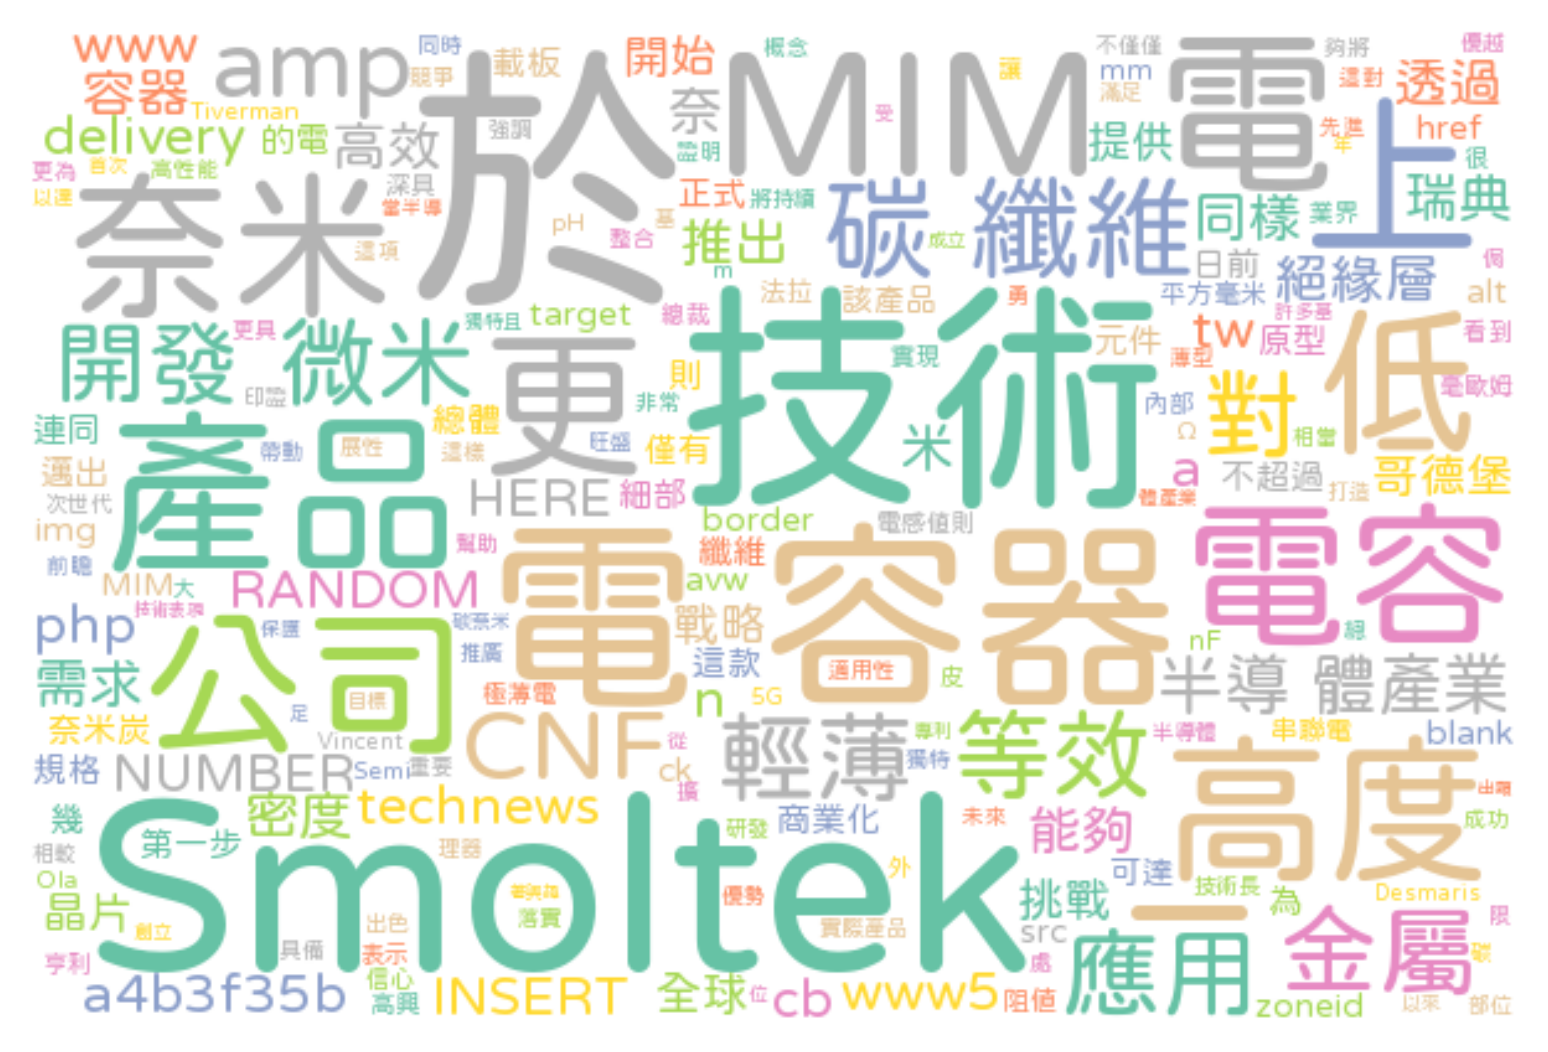 www
amp
同時
載板
開始
概念
讓
不僅僅
夠將
優越
容器
競爭
MIM
mm
電
這對
透過
Tiverman
於
奈
受
滿足
delivery
的電
高效
強調
證明
提供
先進
年
href
更為
首次
高性能
深具
上
很
以達
奈米
當半導
正式
將持續
碳
纖維
同樣
業界
瑞典
pH
基
這項
整合
推出
成立
日前
絕緣層
侷
m
法拉
該產品
勇
平方毫米
許多基
alt
開發
更具
微米
獨特且
target
總裁
技術
元件
tw
原型
低
看到
更
實現
薄型
印證
則
毫歐姆
連同
產品
總體
非常
內部
對
帶動
展性
這樣
旺盛
僅有
米
Ω
相當
邁出
a
不超過
哥德堡
次世代
HERE
細部
體產業
打造
img
border
電感值則
電容
前瞻
幫助
電容器
纖維
MIM
大
RANDOM
avw
php
技術表現
公司
保護
碳奈米
戰略
nF
絕
需求
推廣
這款
適用性
皮
半導
體產業
目標
極薄電
n
5G
奈米炭
足
Vincent
CNF
從
輕薄
專利
等效
半導體
串聯電
blank
規格
NUMBER
Semi
重要
ck
獨特
高度
擴
出類
幾
密度
technews
研發
商業化
未來
能夠
成功
第一步
Smoltek
相較
理器
外
可達
Ola
優勢
技術長
為
Desmaris
晶片
落實
挑戰
一
限
創立
出色
實際產品
src
應用
金屬
碳
亨利
具備
表示
處
a4b3f35b
信心
高興
INSERT
全球
位
cb
www5
阻值
zoneid
以來
部位